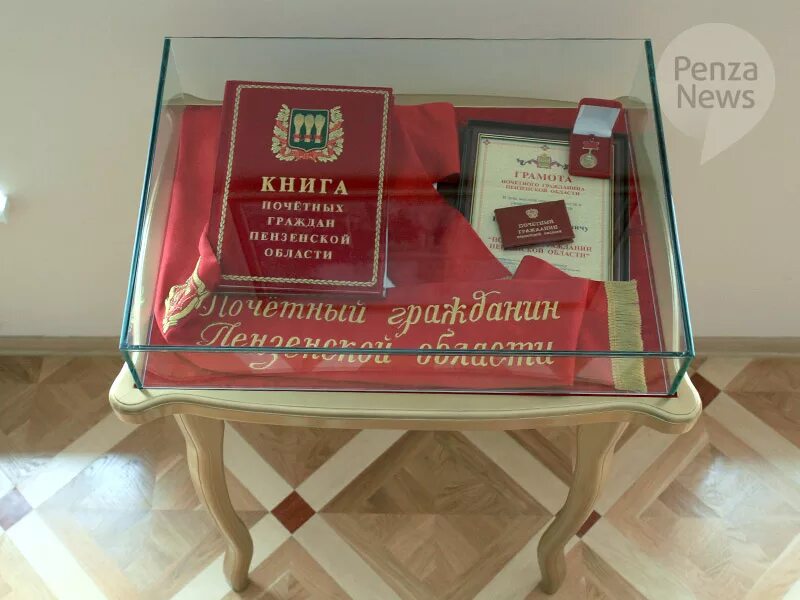 Penza
News
КНИГА
ПОЧЁТНЫХ
ГРАЖДАН
ПЕНЗЕНСКОЙ
ОБЛАСТИ
ГРАМОТА
ПОЧЕТНОГО ГРАЖДАНИНА
ПЕНЗЕНСКОЙ ОБЛАСТИ
ПОЧЕТНЫЙ
ГРАЖДАНИН
Почётный гражданин
Пензенской области